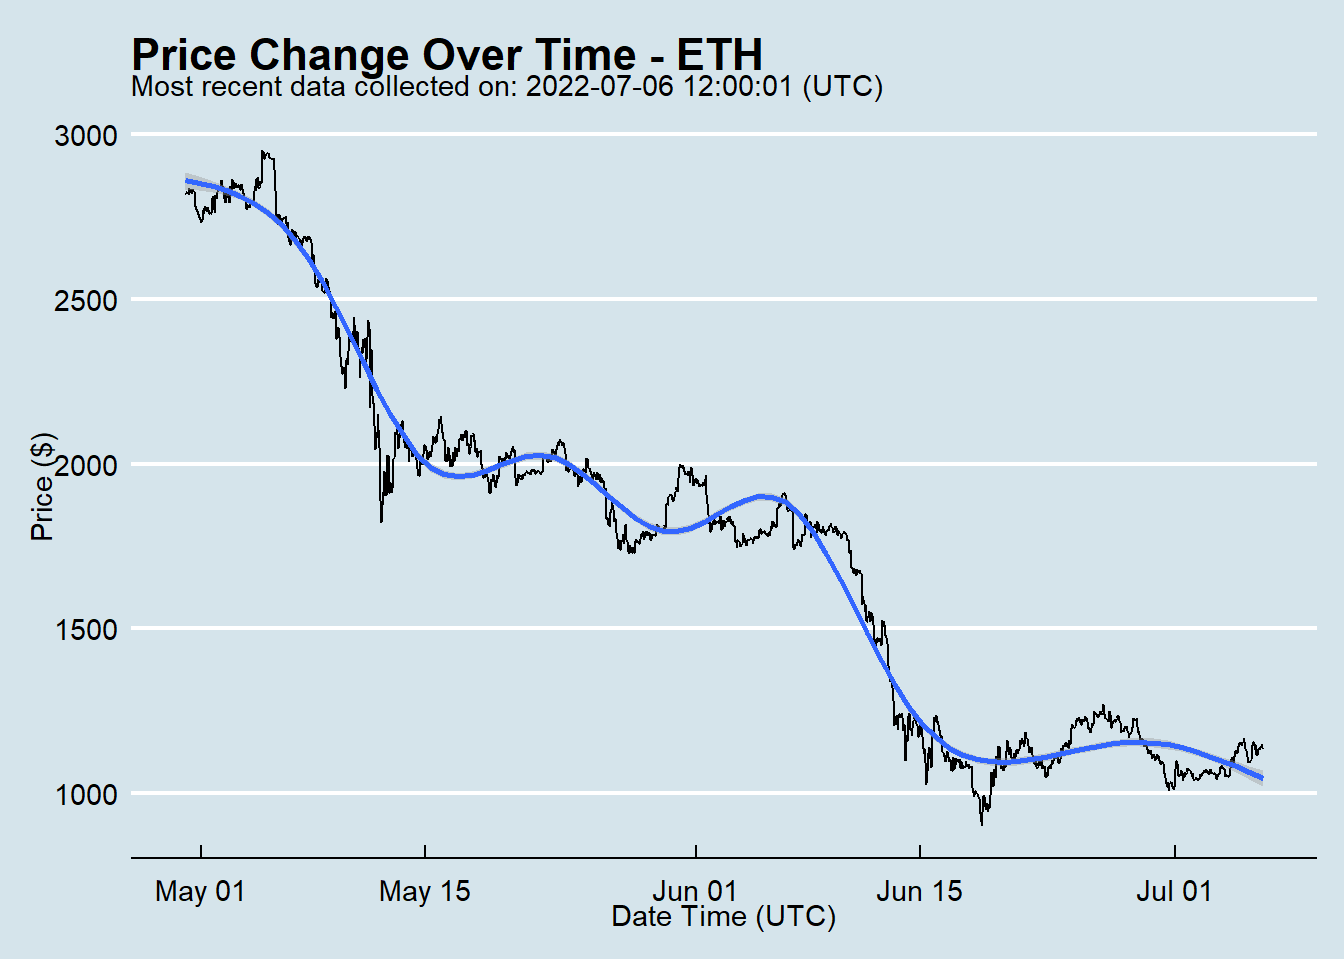 Price Change Over Time - ETH
Most recent data collected on: 2022-07-06 12:00:01 (UTC)
3000
2500
2000
1500
1000
Price ($)
May 01
May 15
Jun 01
Jun 15
Jul 01
Date Time (UTC)